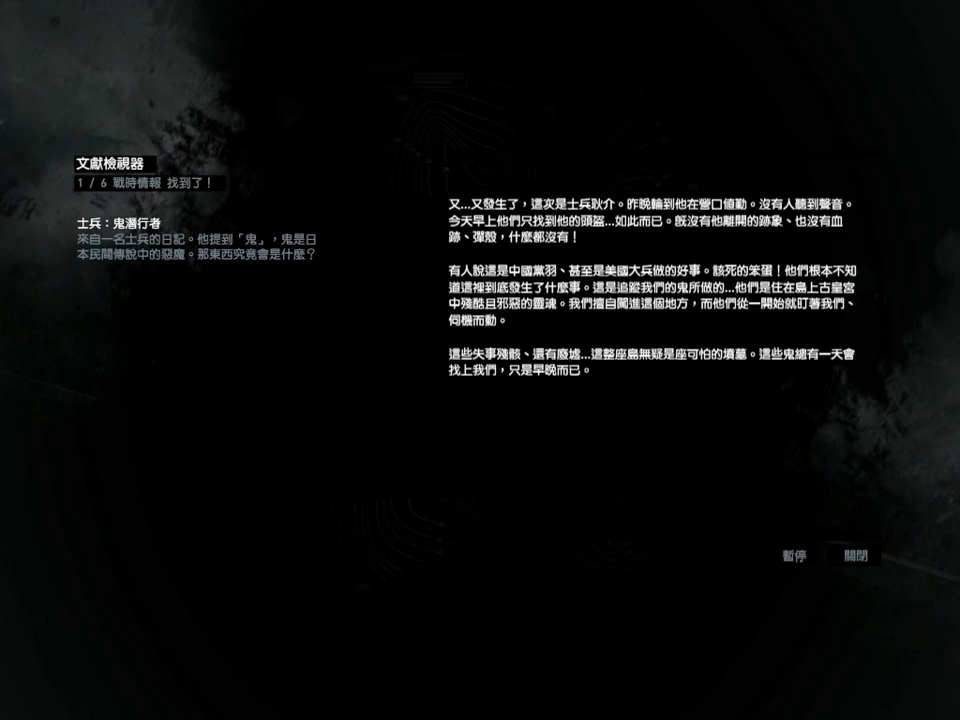 文獻檢視器
1 / 6 戰時情報 找到了！
士兵：鬼潛行者
來自一名士兵的日記。他提到「鬼」，鬼是日
本民間傳說中的惡魔。那東西究竟會是什麼？
又...又發生了，這次是士兵耿介。昨晚輪到他在營口值勤。沒有人聽到聲音。
今天早上他們只找到他的頭盔...如此而已。既沒有他離開的跡象、也沒有血
跡、彈殼，什麼都沒有！
有人說這是中國黨羽、甚至是美國大兵做的好事。該死的笨蛋！他們根本不知
道這裡到底發生了什麼事。這是追蹤我們的鬼所做的...他們是住在島上古皇宮
中殘酷且邪惡的靈魂。我們擅自闖進這個地方，而他們從一開始就盯著我們、
伺機而動。
這些失事殘骸、還有廢墟...這整座島無疑是座可怕的墳墓。這些鬼總有一天會
找上我們，只是早晚而已。
暫停
關閉